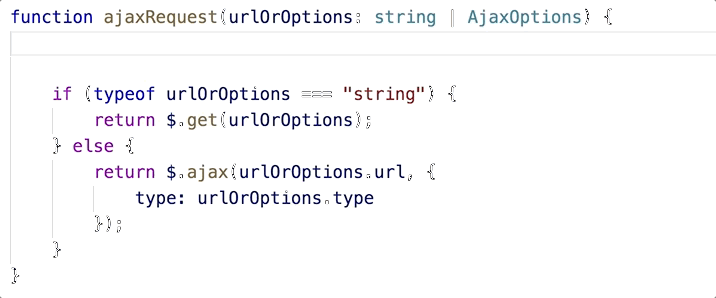 function ajaxRequest(urlOrOptions: string | AjaxOptions) {
if (typeof urlOrOptions === "string") {
return $.get(urlOrOptions);
} else {
return $.ajax(urlOrOptions.url, {
type: urlOrOptions.type
});
}
}